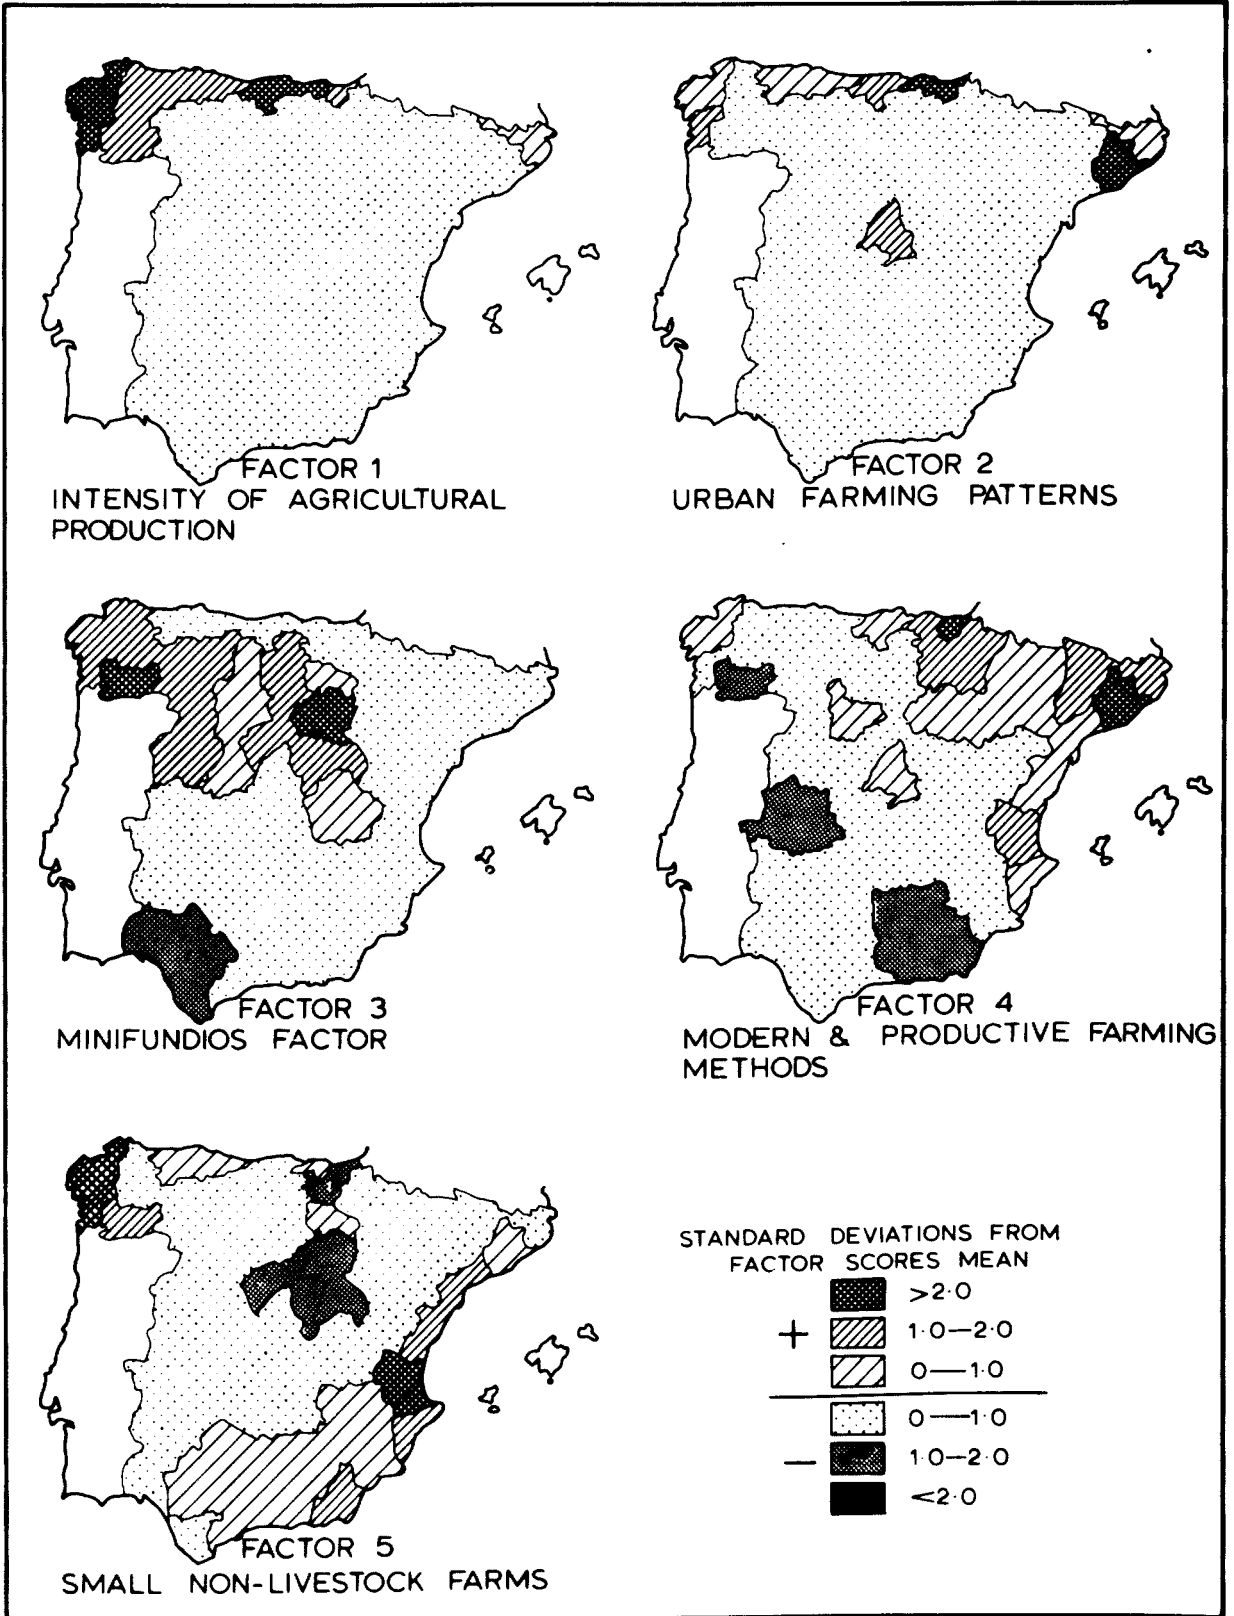 FACTOR 1
INTENSITY OF AGRICULTURAL
PRODUCTION
FACTOR 2
URBAN FARMING PATTERNS
FACTOR 3
MINIFUNDIOS FACTOR
FACTOR 4
MODERN & PRODUCTIVE FARMING
METHODS
FACTOR 5
SMALL NON-LIVESTOCK FARMS
STANDARD DEVIATIONS FROM
FACTOR SCORES MEAN
>2·0
+ 1·0—2·0
0—1·0
0—1·0
— 1·0—2·0
<2·0